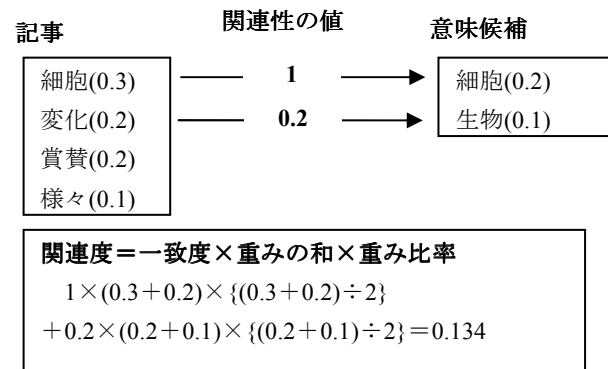 記事 関連性の値 意味候補
細胞(0.3) 1 細胞(0.2)
変化(0.2) 0.2 生物(0.1)
賞賛(0.2)
様々(0.1)
関連度＝一致度×重みの和×重み比率
1×(0.3＋0.2)×{(0.3＋0.2)÷2}
＋0.2×(0.2＋0.1)×{(0.2＋0.1)÷2}＝0.134